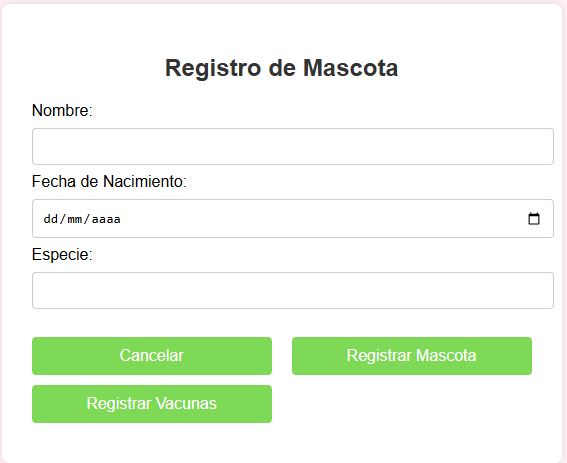 Registro de Mascota
Nombre:
Fecha de Nacimiento:
dd/mm/aaaa
Especie:
Cancelar
Registrar Mascota
Registrar Vacunas